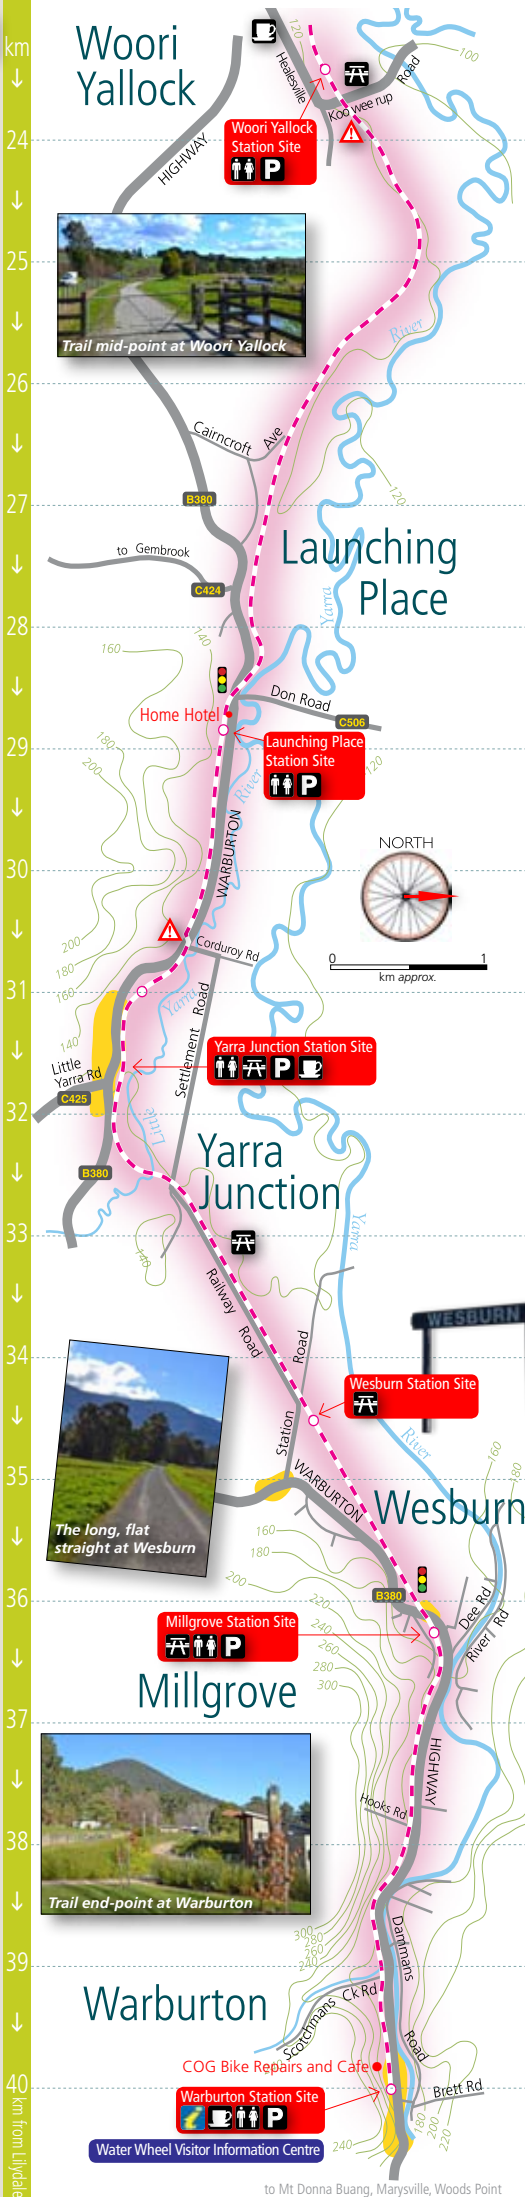 km
Woori
Yallock
120
100
Healesville
Koo wee rup
Road
Woori Yallock
Station Site
P
24
HIGHWAY
25
Trail mid-point at Woori Yallock
River
26
Cairncroft Ave
120
B380
27
Launching
Place
to Gembrook
C424
Yarra
28
140
160
Don Road
Home Hotel
C506
Launching Place
Station Site
P
29
180
120
200
River
WARBURTON
NORTH
30
0 1
km approx.
200
180
160
Corduroy Rd
31
Yarra
140
Settlement Road
Yarra Junction Station Site
P
Little
Yarra Rd
C425
32
Little
Yarra
Junction
B380
Yarra
33
140
Railway Road
WESBURN
34
Station Road
Wesburn Station Site
River
160
180
35
WARBURTON
Wesburn
The long, flat
straight at Wesburn
160
180
200
B380
36
220
240
260
280
300
Dee Rd
River Rd
Millgrove Station Site
P
Millgrove
37
HIGHWAY
Hooks Rd
38
Trail end-point at Warburton
300
280
260
240
39
Dammans Road
Warburton
Scotchmans Ck Rd
COG Bike Repairs and Cafe
40
Brett Rd
Warburton Station Site
i P
180
200
220
240
Water Wheel Visitor Information Centre
km from Lilydale
to Mt Donna Buang, Marysville, Woods Point